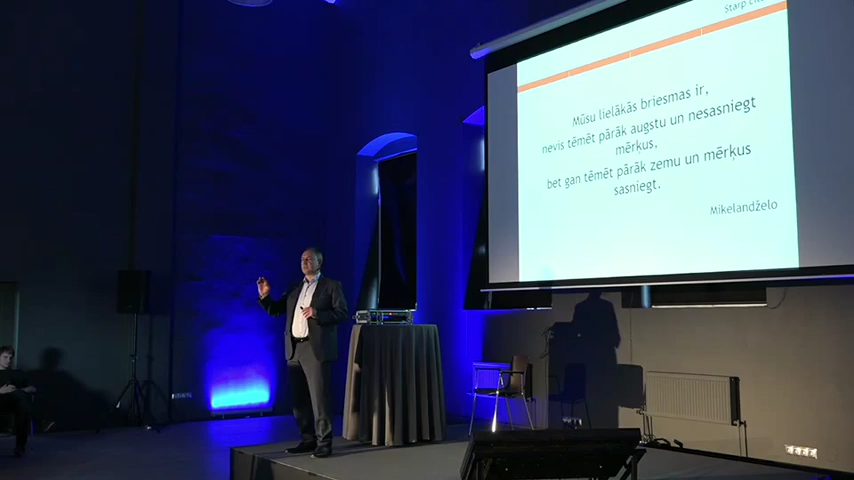 Starp
Mūsu lielākās briesmas ir,
nevis tēmēt pārāk augstu un nesasniegt
mērķus,
bet gan tēmēt pārāk zemu un mērķus
sasniegt.
Mikelandželo